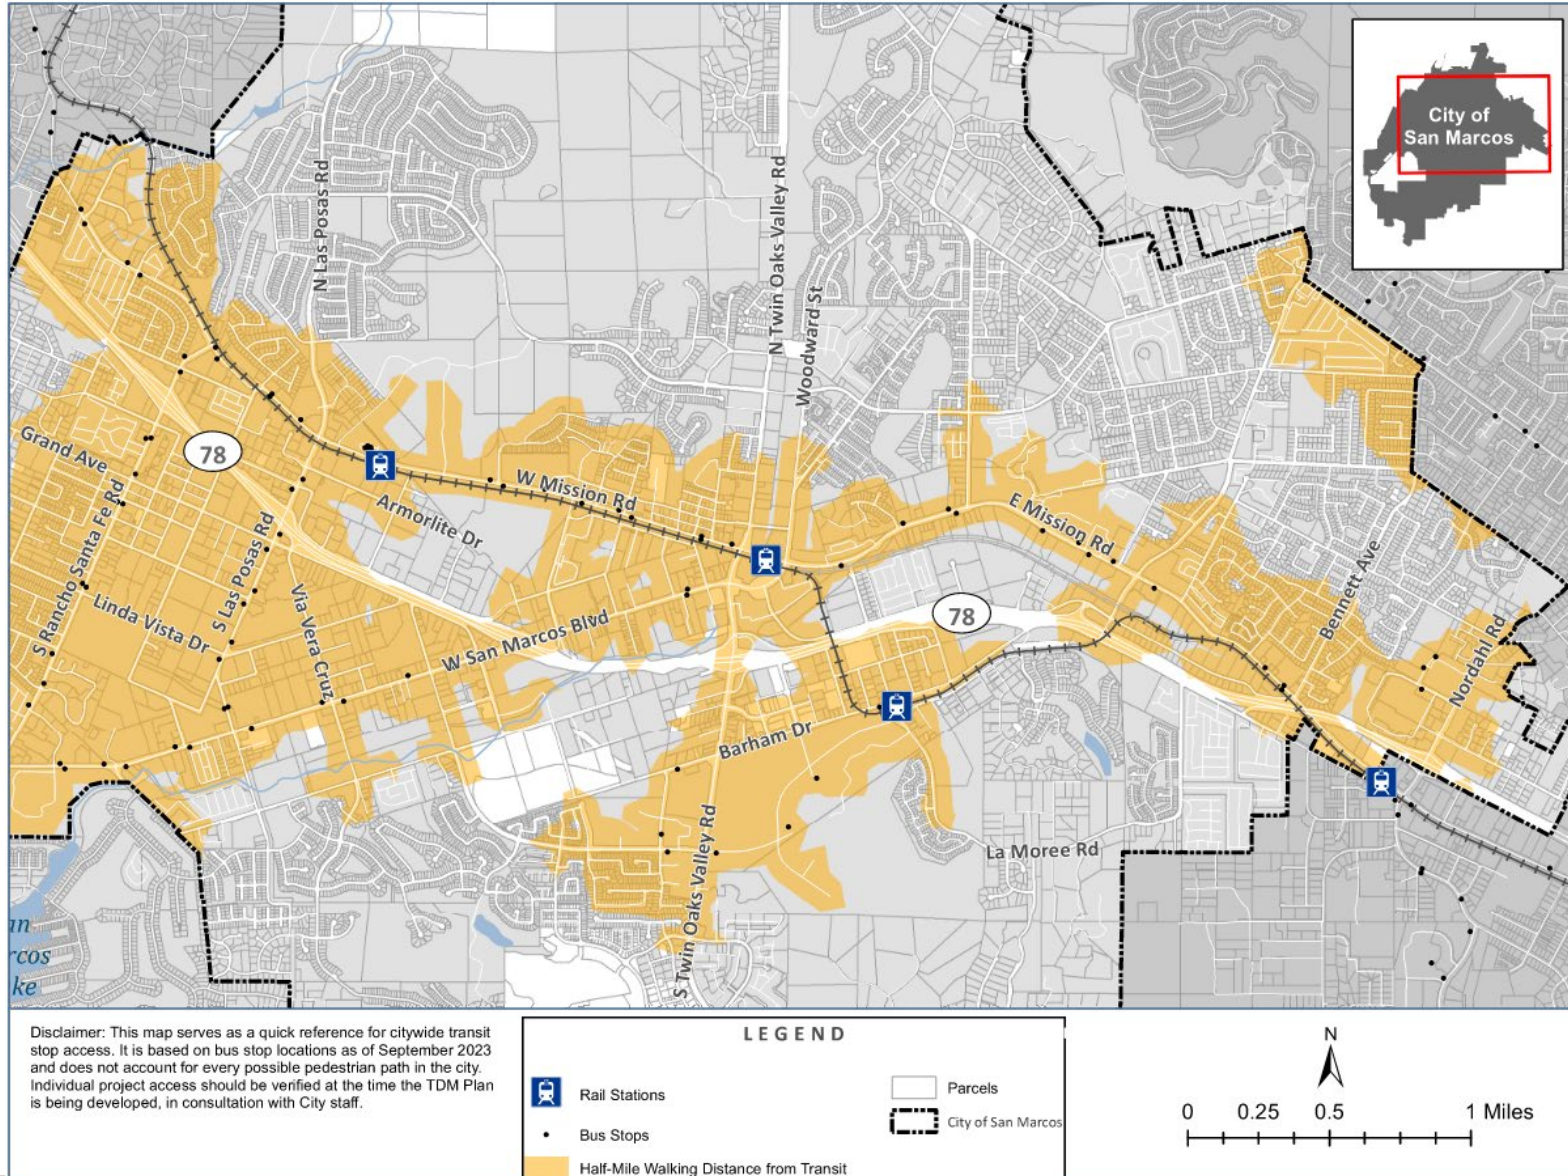 City of
San Marcos
N Las Posas Rd
N Twin Oaks Valley Rd
Woodward St
78
Grand Ave
S Rancho Santa Fe Rd
Armorlite Dr
W Mission Rd
E Mission Rd
S Las Posas Rd
Linda Vista Dr
Via Vera Cruz
W San Marcos Blvd
78
Bennett Ave
Nordahl Rd
Barham Dr
S Twin Oaks Valley Rd
La Moree Rd
an
rcos
ke
Disclaimer: This map serves as a quick reference for citywide transit
stop access. It is based on bus stop locations as of September 2023
and does not account for every possible pedestrian path in the city.
Individual project access should be verified at the time the TDM Plan
is being developed, in consultation with City staff.
LEGEND
Rail Stations
Bus Stops
Half-Mile Walking Distance from Transit
Parcels
City of San Marcos
N
0 0.25 0.5 1 Miles